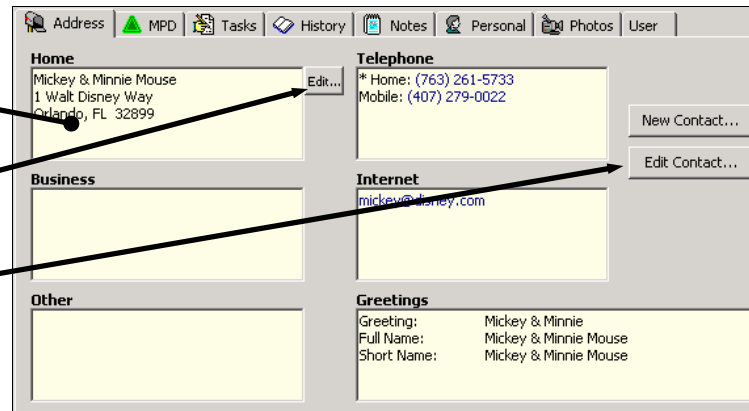 Address MPD Tasks History Notes Personal Photos User
Home
Mickey & Minnie Mouse
1 Walt Disney Way
Orlando, FL 32899
Edit...
Telephone
* Home: (763) 261-5733
Mobile: (407) 279-0022
New Contact...
Edit Contact...
Business
Internet
mickey@disney.com
Other
Greetings
Greeting: Mickey & Minnie
Full Name: Mickey & Minnie Mouse
Short Name: Mickey & Minnie Mouse